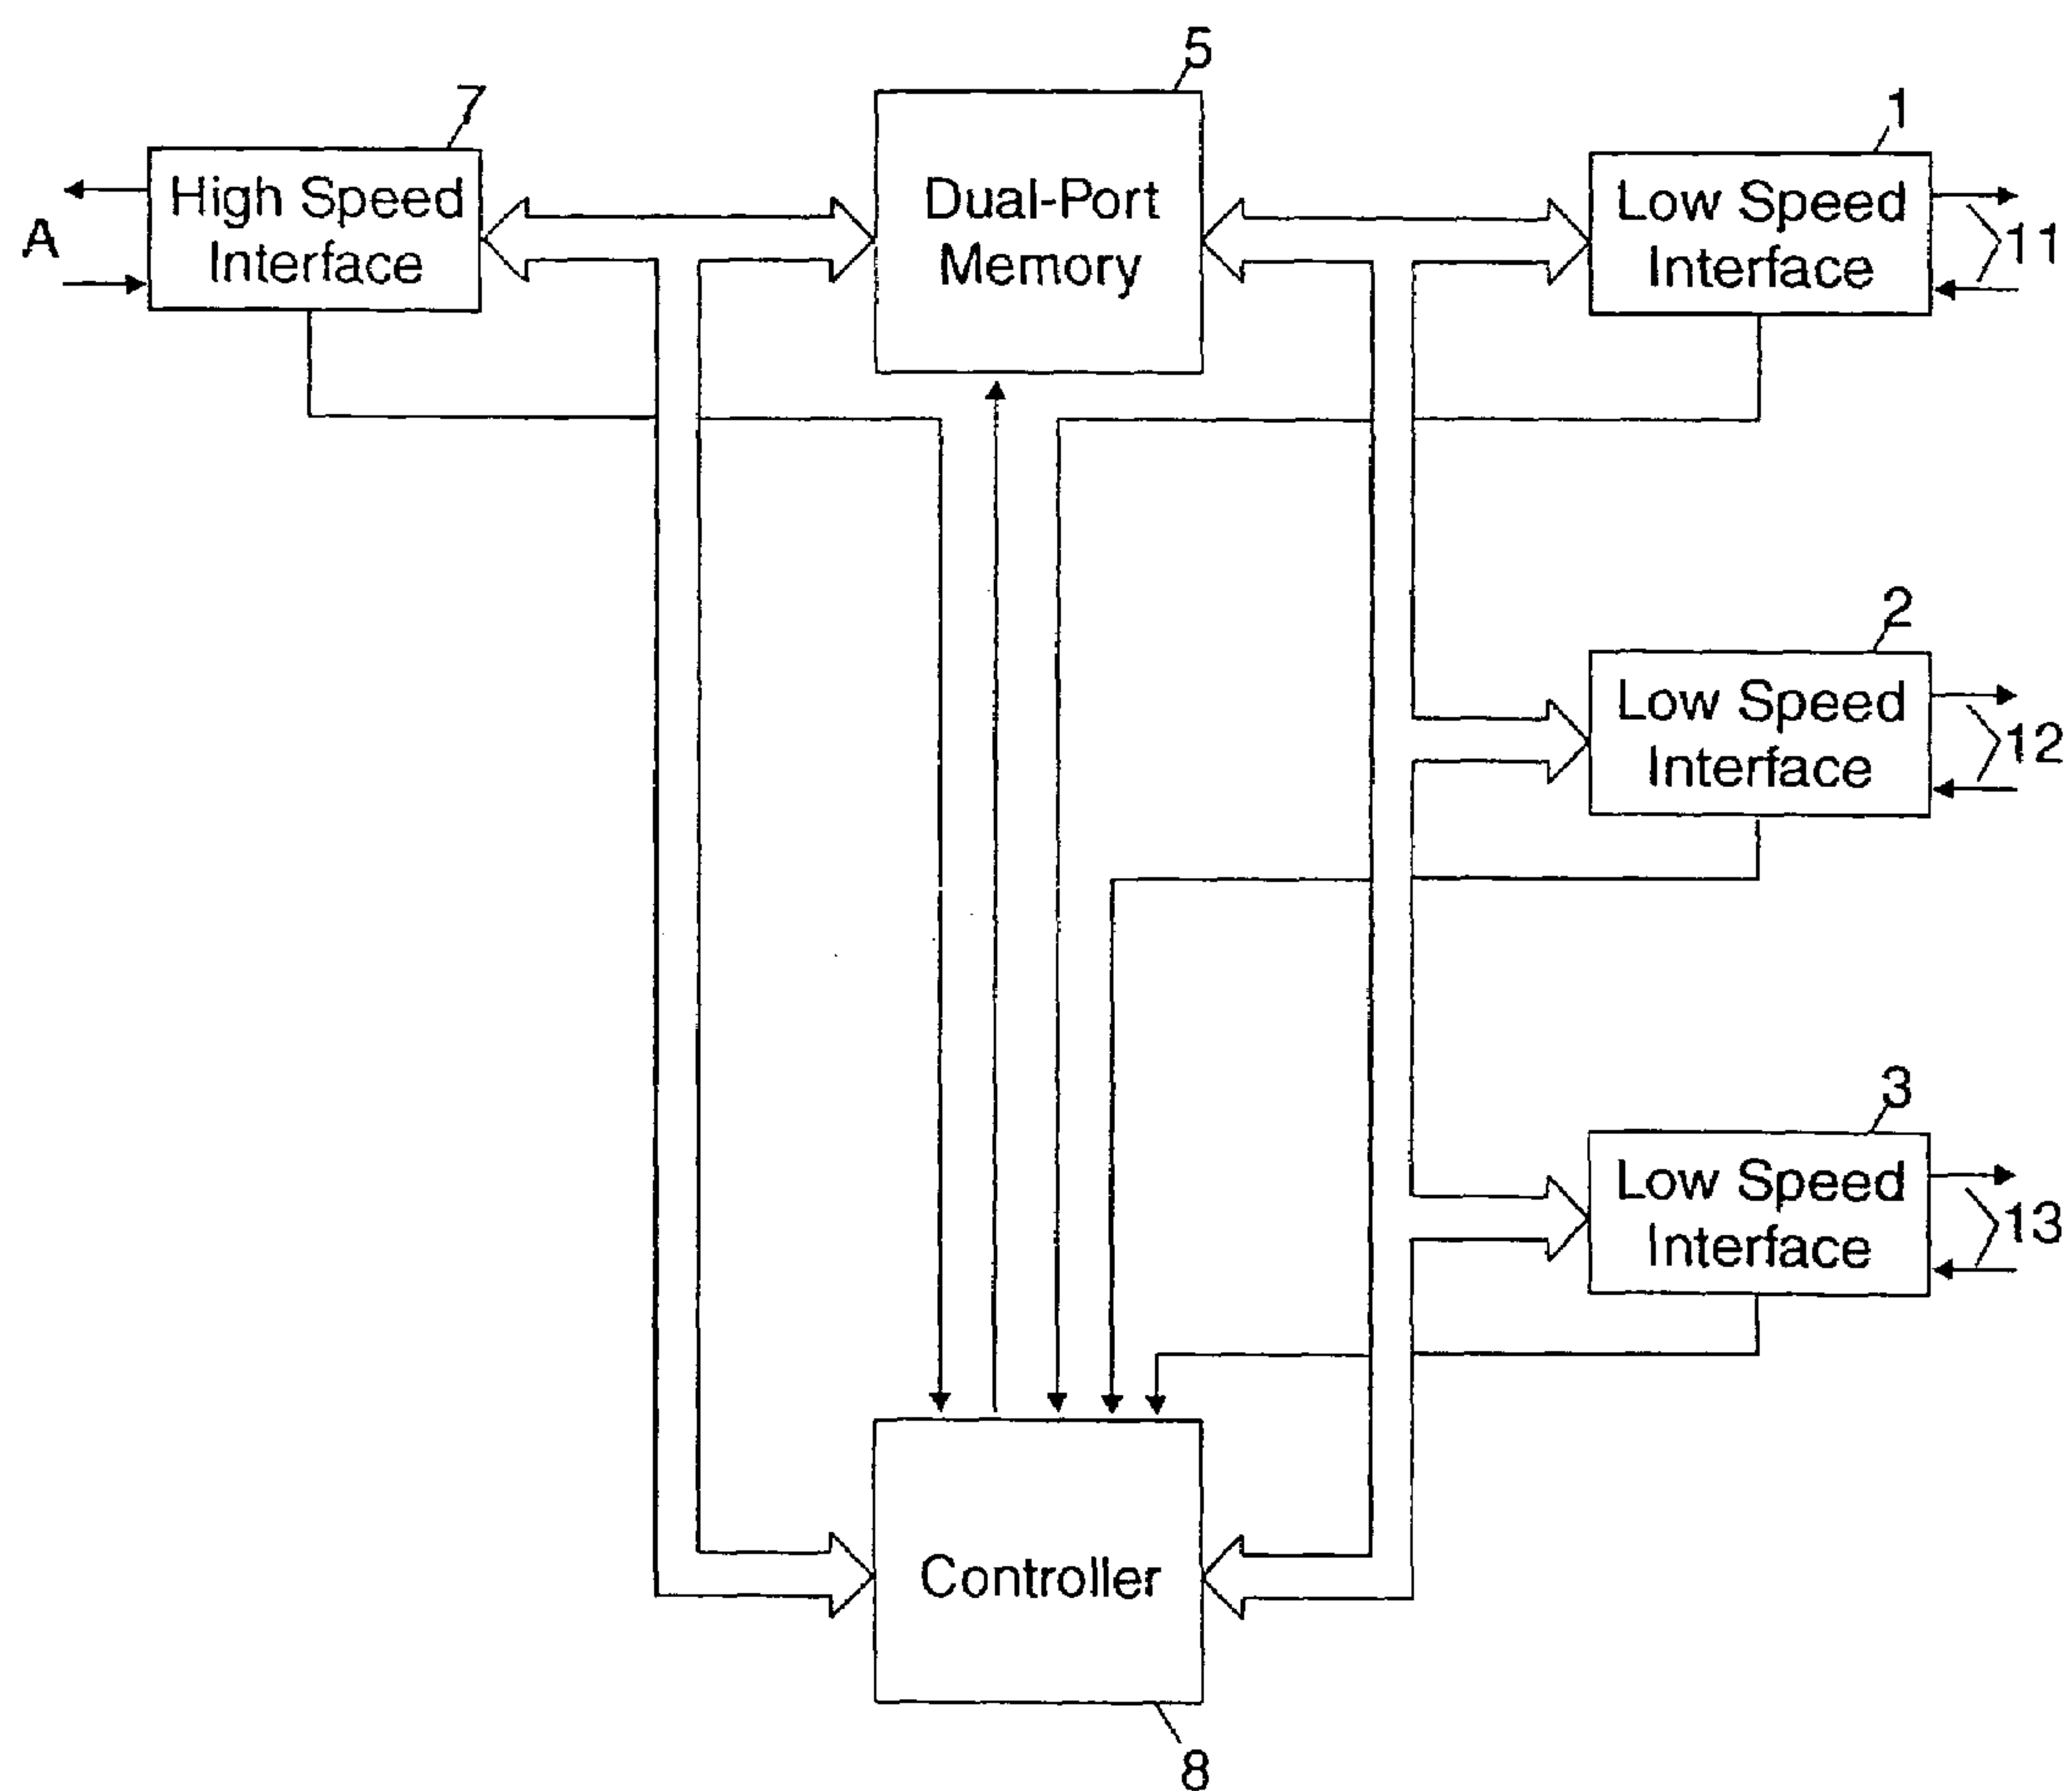 5
7
1
High Speed
Interface
A
Dual-Port
Memory
Low Speed
Interface
11
2
Low Speed
Interface
12
3
Low Speed
Interface
13
Controller
8